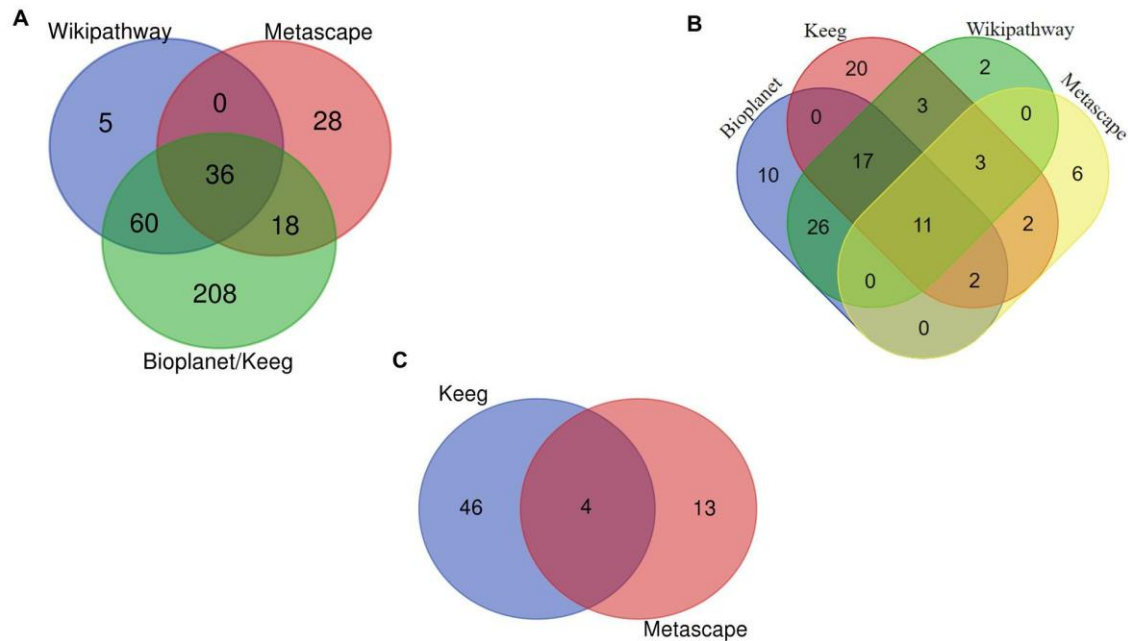 A
Wikipathway
Metascape
5
0
28
36
60
18
208
Bioplanet/Keeg
B
Keeg
Wikipathway
Bioplanet
Metascape
20
2
0
3
0
10
17
3
6
26
11
2
0
2
0
C
Keeg
46
4
13
Metascape